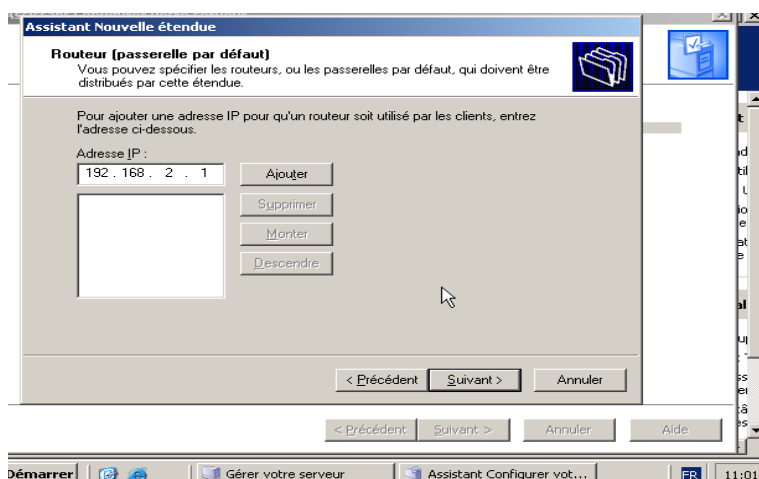 Assistant Nouvelle étendue
Routeur (passerelle par défaut)
Vous pouvez spécifier les routeurs, ou les passerelles par défaut, qui doivent être
distribués par cette étendue.
Pour ajouter une adresse IP pour qu'un routeur soit utilisé par les clients, entrez
l'adresse ci-dessous.
Adresse IP :
192 . 168 . 2 . 1
Ajouter
Supprimer
Monter
Descendre
< Précédent
Suivant >
Annuler
< Précédent
Suivant >
Annuler
Aide
Démarrer
Gérer votre serveur
Assistant Configurer vot...
FR
11:01